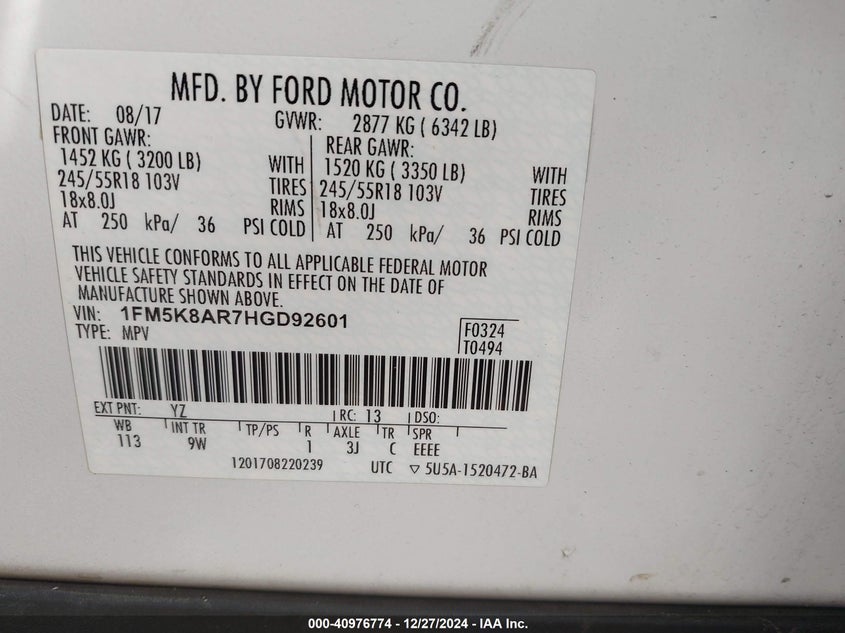 MFD. BY FORD MOTOR CO.
DATE: 08/17 GVWR: 2877 KG ( 6342 LB)
FRONT GAWR: REAR GAWR:
1452 KG ( 3200 LB) WITH 1520 KG ( 3350 LB) WITH
245/55R18 103V TIRES 245/55R18 103V TIRES
18x8.0J RIMS 18x8.0J RIMS
AT 250 kPa/ 36 PSI COLD AT 250 kPa/ 36 PSI COLD
THIS VEHICLE CONFORMS TO ALL APPLICABLE FEDERAL MOTOR
VEHICLE SAFETY STANDARDS IN EFFECT ON THE DATE OF
MANUFACTURE SHOWN ABOVE.
VIN: 1FM5K8AR7HGD92601
TYPE: MPV F0324
T0494
EXT PNT: YZ RC: 13 DSO:
WB INT TR TP/PS R AXLE TR SPR
113 9W 1 3J C EEEE
1201708220239 UTC ▽ 5U5A-1520472-BA
000-40976774 - 12/27/2024 - IAA Inc.